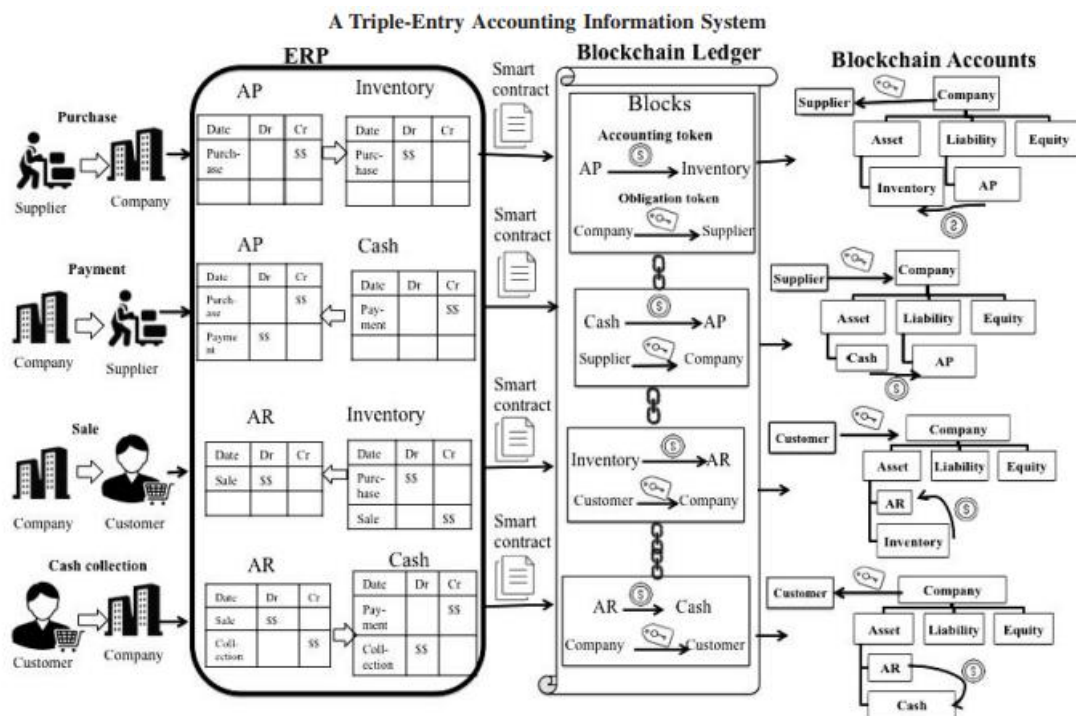 A Triple-Entry Accounting Information System
ERP
Blockchain Ledger
Blockchain Accounts
Purchase
Supplier
Company
AP
Date Dr Cr
Purch-
ase $$
Inventory
Date Dr Cr
Pur-
hase $$
Smart
contract
Blocks
Accounting token
AP
Inventory
Obligation token
Company
Supplier
Supplier
Company
Asset
Liability
Equity
Inventory
AP
Payment
Company
Supplier
AP
Date Dr Cr
Purch-
ase $$
Payme
nt $$
Cash
Date Dr Cr
Pay-
ment $$
Smart
contract
Cash
AP
Supplier
Company
Supplier
Company
Asset
Liability
Equity
Cash
AP
Sale
Company
Customer
AR
Date Dr Cr
Sale $$
Inventory
Date Dr Cr
Purc-
hase $$
Sale $$
Smart
contract
Inventory
AR
Customer
Company
Customer
Company
Asset
Liability
Equity
AR
Inventory
Cash collection
Customer
Company
AR
Date Dr Cr
Sale $$
Coll-
ection $$
Cash
Date Dr Cr
Pay-
ment $$
Coll-
ection $$
Smart
contract
AR
Cash
Company
Customer
Customer
Company
Asset
Liability
Equity
AR
Cash